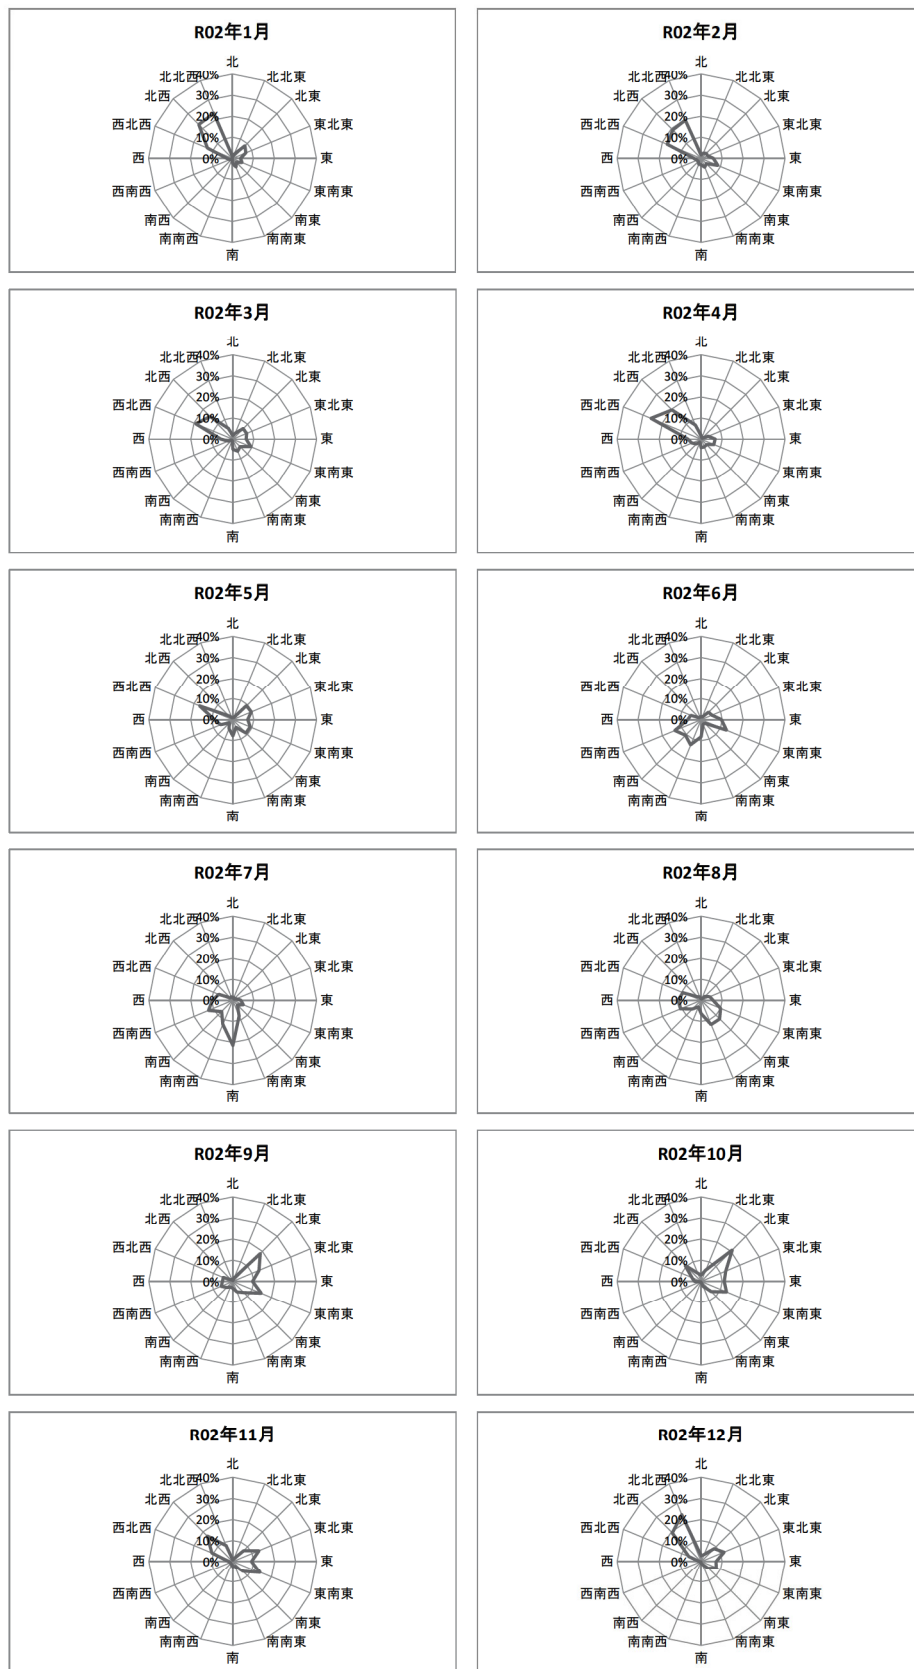 R02年1月
北
北北西 40% 北北東
北西 30% 北東
西北西 20% 東北東
10%
西 0% 東
西南西 東南東
南西 南東
南南西 南南東
南
R02年2月
北
北北西 40% 北北東
北西 30% 北東
西北西 20% 東北東
10%
西 0% 東
西南西 東南東
南西 南東
南南西 南南東
南
R02年3月
北
北北西 40% 北北東
北西 30% 北東
西北西 20% 東北東
10%
西 0% 東
西南西 東南東
南西 南東
南南西 南南東
南
R02年4月
北
北北西 40% 北北東
北西 30% 北東
西北西 20% 東北東
10%
西 0% 東
西南西 東南東
南西 南東
南南西 南南東
南
R02年5月
北
北北西 40% 北北東
北西 30% 北東
西北西 20% 東北東
10%
西 0% 東
西南西 東南東
南西 南東
南南西 南南東
南
R02年6月
北
北北西 40% 北北東
北西 30% 北東
西北西 20% 東北東
10%
西 0% 東
西南西 東南東
南西 南東
南南西 南南東
南
R02年7月
北
北北西 40% 北北東
北西 30% 北東
西北西 20% 東北東
10%
西 0% 東
西南西 東南東
南西 南東
南南西 南南東
南
R02年8月
北
北北西 40% 北北東
北西 30% 北東
西北西 20% 東北東
10%
西 0% 東
西南西 東南東
南西 南東
南南西 南南東
南
R02年9月
北
北北西 40% 北北東
北西 30% 北東
西北西 20% 東北東
10%
西 0% 東
西南西 東南東
南西 南東
南南西 南南東
南
R02年10月
北
北北西 40% 北北東
北西 30% 北東
西北西 20% 東北東
10%
西 0% 東
西南西 東南東
南西 南東
南南西 南南東
南
R02年11月
北
北北西 40% 北北東
北西 30% 北東
西北西 20% 東北東
10%
西 0% 東
西南西 東南東
南西 南東
南南西 南南東
南
R02年12月
北
北北西 40% 北北東
北西 30% 北東
西北西 20% 東北東
10%
西 0% 東
西南西 東南東
南西 南東
南南西 南南東
南